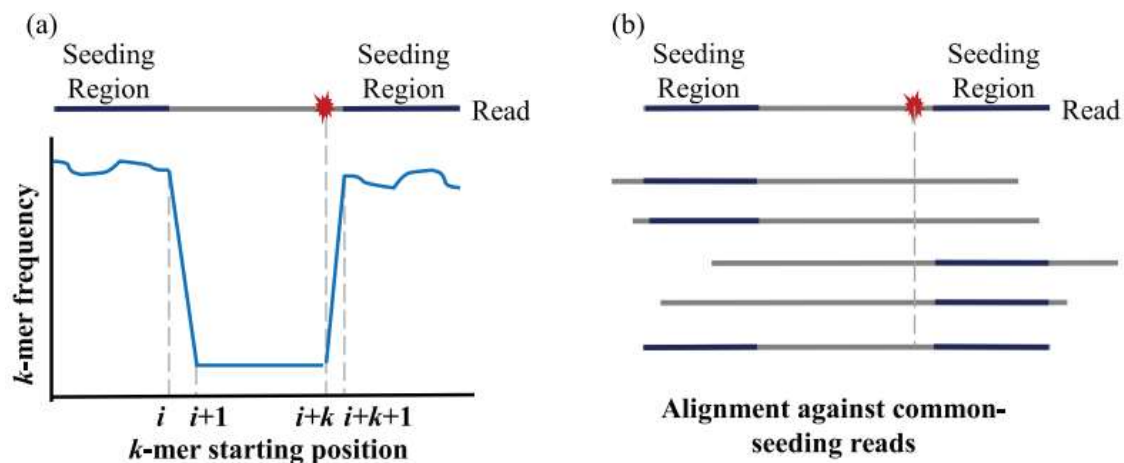 (a)
Seeding
Region
Seeding
Region
Read
k-mer frequency
i
i+1
i+k
i+k+1
k-mer starting position
(b)
Seeding
Region
Seeding
Region
Read
Alignment against common-
seeding reads